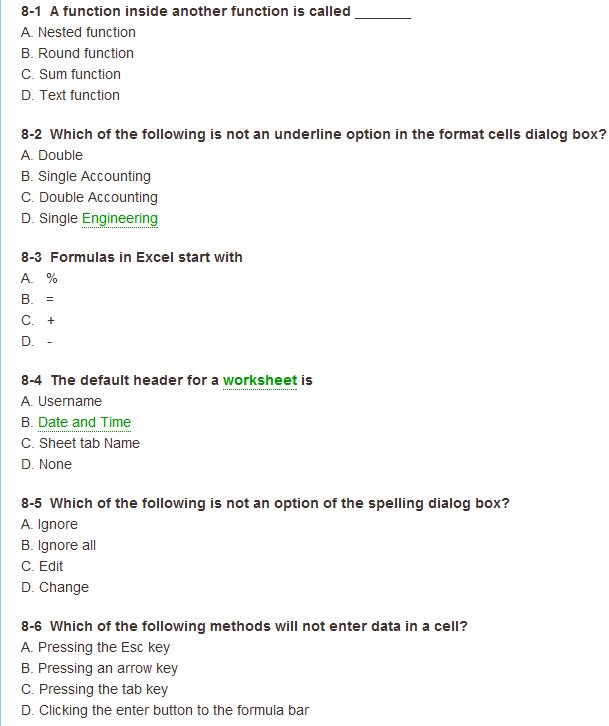 8-1 A function inside another function is called _______
A. Nested function
B. Round function
C. Sum function
D. Text function
8-2 Which of the following is not an underline option in the format cells dialog box?
A. Double
B. Single Accounting
C. Double Accounting
D. Single Engineering
8-3 Formulas in Excel start with
A. %
B. =
C. +
D. -
8-4 The default header for a worksheet is
A. Username
B. Date and Time
C. Sheet tab Name
D. None
8-5 Which of the following is not an option of the spelling dialog box?
A. Ignore
B. Ignore all
C. Edit
D. Change
8-6 Which of the following methods will not enter data in a cell?
A. Pressing the Esc key
B. Pressing an arrow key
C. Pressing the tab key
D. Clicking the enter button to the formula bar